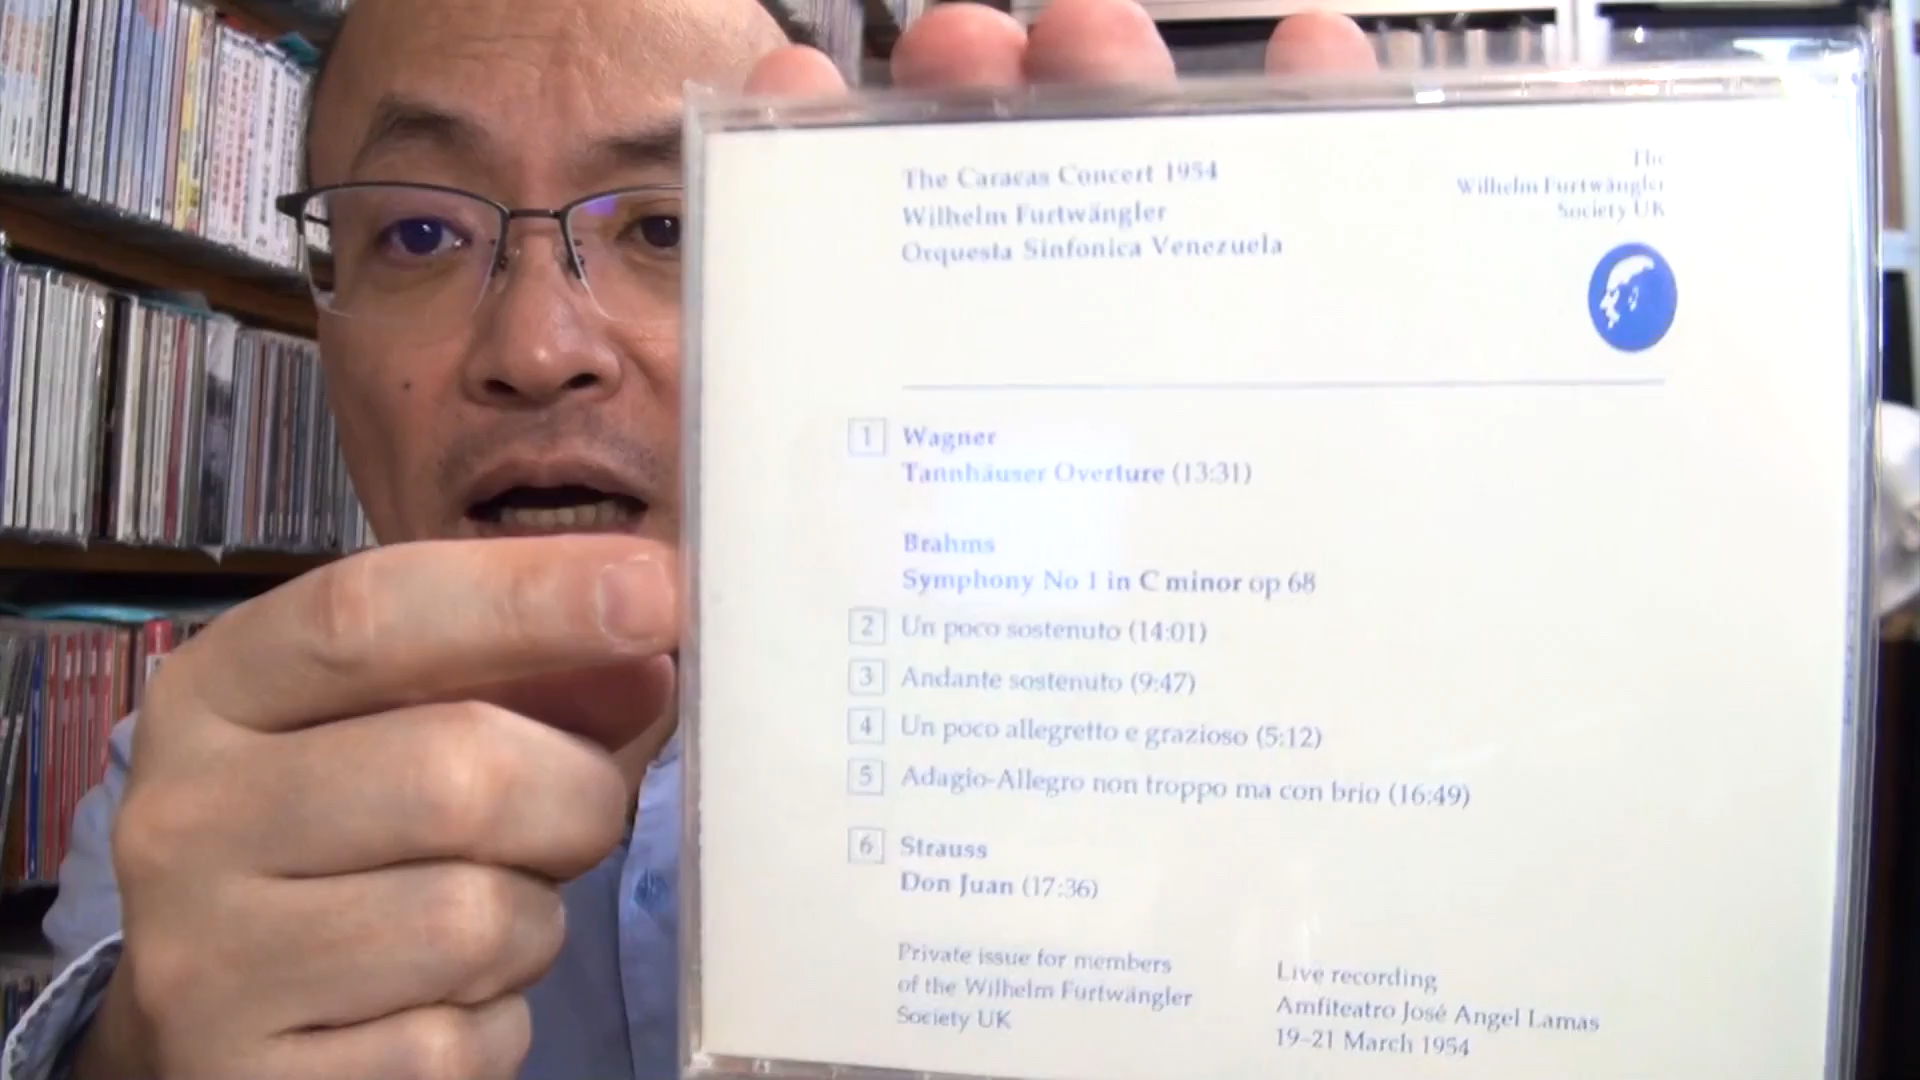 The Caracas Concert 1954
Wilhelm Furtwängler
Orquesta Sinfonica Venezuela
The
Wilhelm Furtwängler
Society UK
1 Wagner
Tannhäuser Overture (13:31)
Brahms
Symphony No 1 in C minor op 68
2 Un poco sostenuto (14:01)
3 Andante sostenuto (9:47)
4 Un poco allegretto e grazioso (5:12)
5 Adagio-Allegro non troppo ma con brio (16:49)
6 Strauss
Don Juan (17:36)
Private issue for members
of the Wilhelm Furtwängler
Society UK
Live recording
Amfiteatro José Angel Lamas
19-21 March 1954